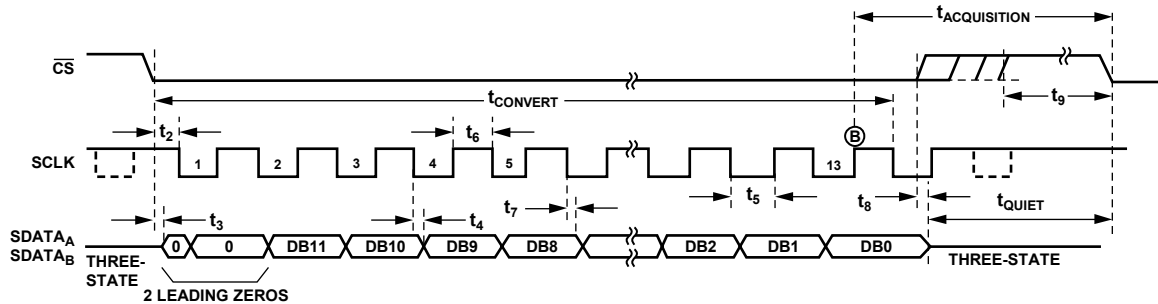 tACQUISITION
CS
tCONVERT
t9
t2
t6
B
SCLK
1
2
3
4
5
13
t3
t4
t7
t5
t8
tQUIET
SDATAA
SDATAB
0
0
DB11
DB10
DB9
DB8
DB2
DB1
DB0
THREE-
STATE
THREE-STATE
2 LEADING ZEROS